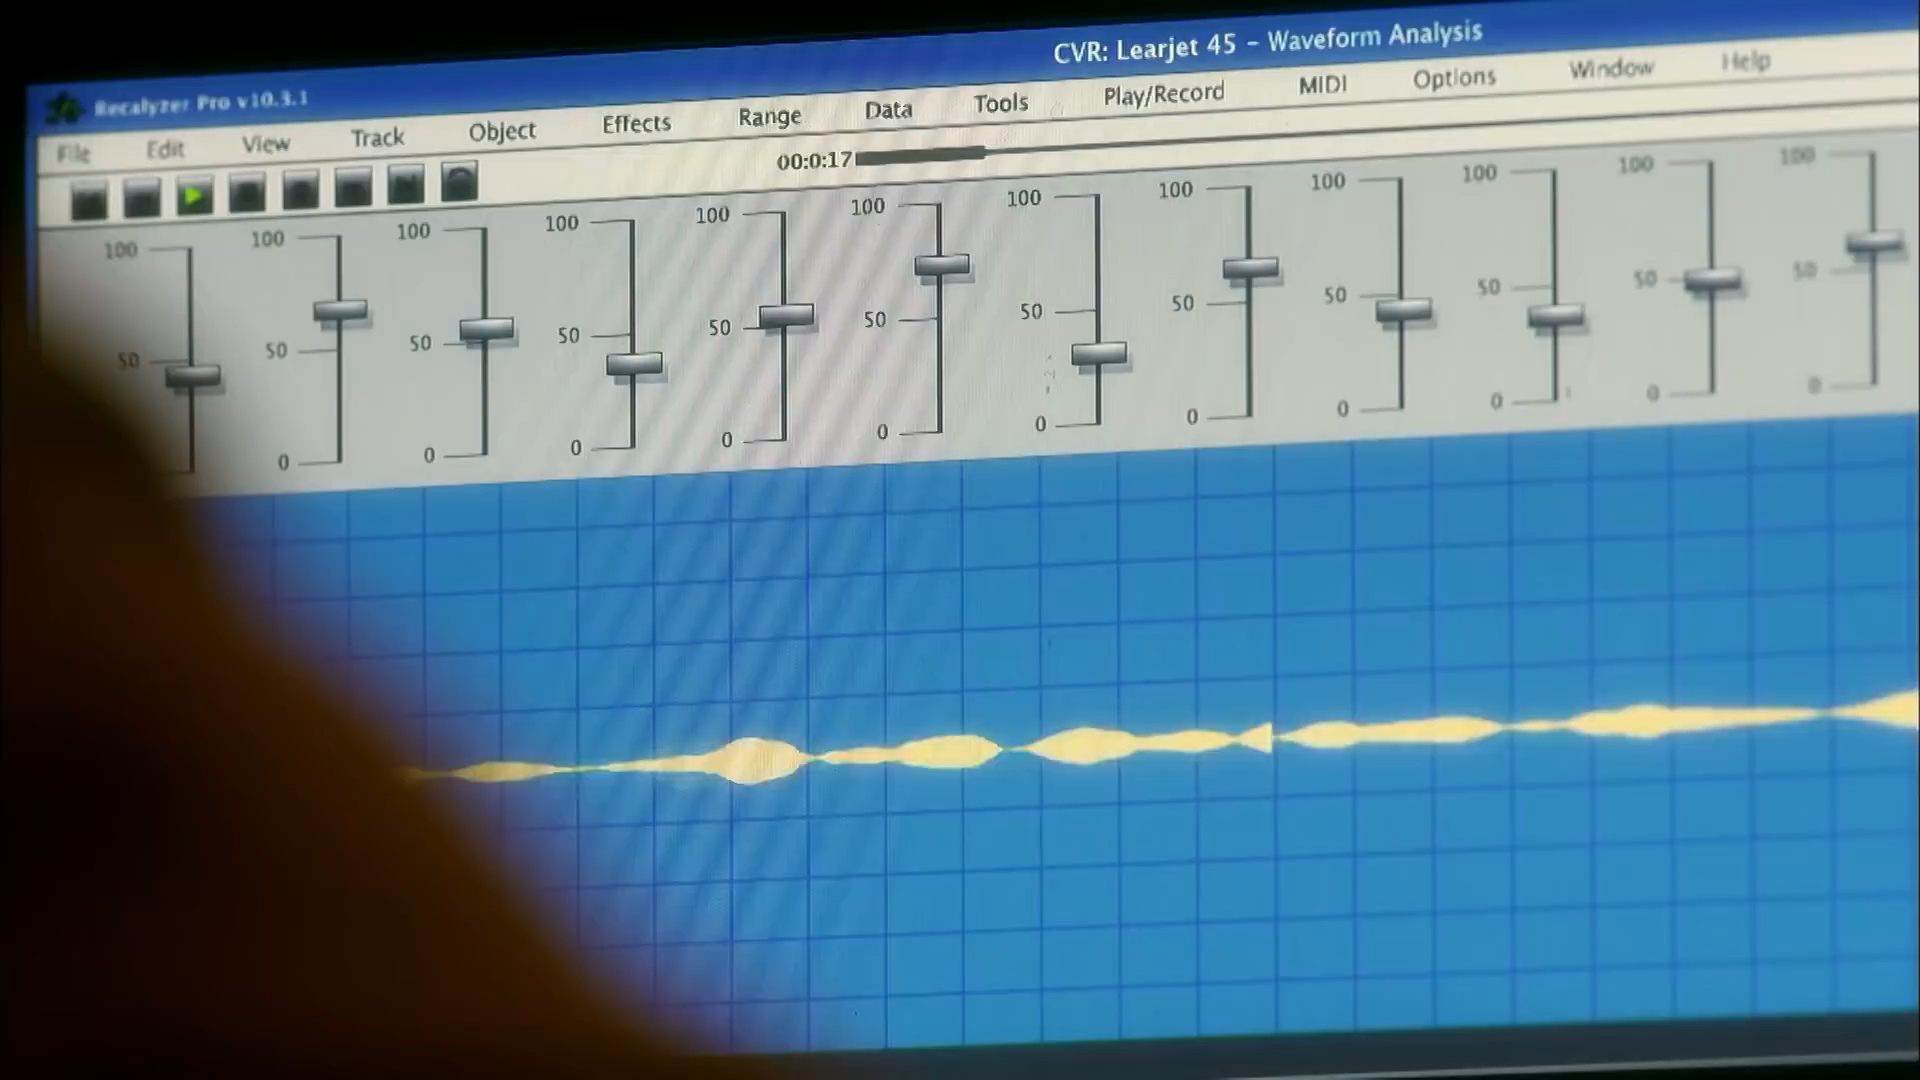 CVR: Learjet 45 – Waveform Analysis
Recalyzer Pro v10.3.1
File Edit View Track Object Effects Range Data Tools Play/Record MIDI Options Window Help
00:0:17
100 100 100 100 100 100 100 100 100 100 100 100
50 50 50 50 50 50 50 50 50 50 50 50
0 0 0 0 0 0 0 0 0 0 0